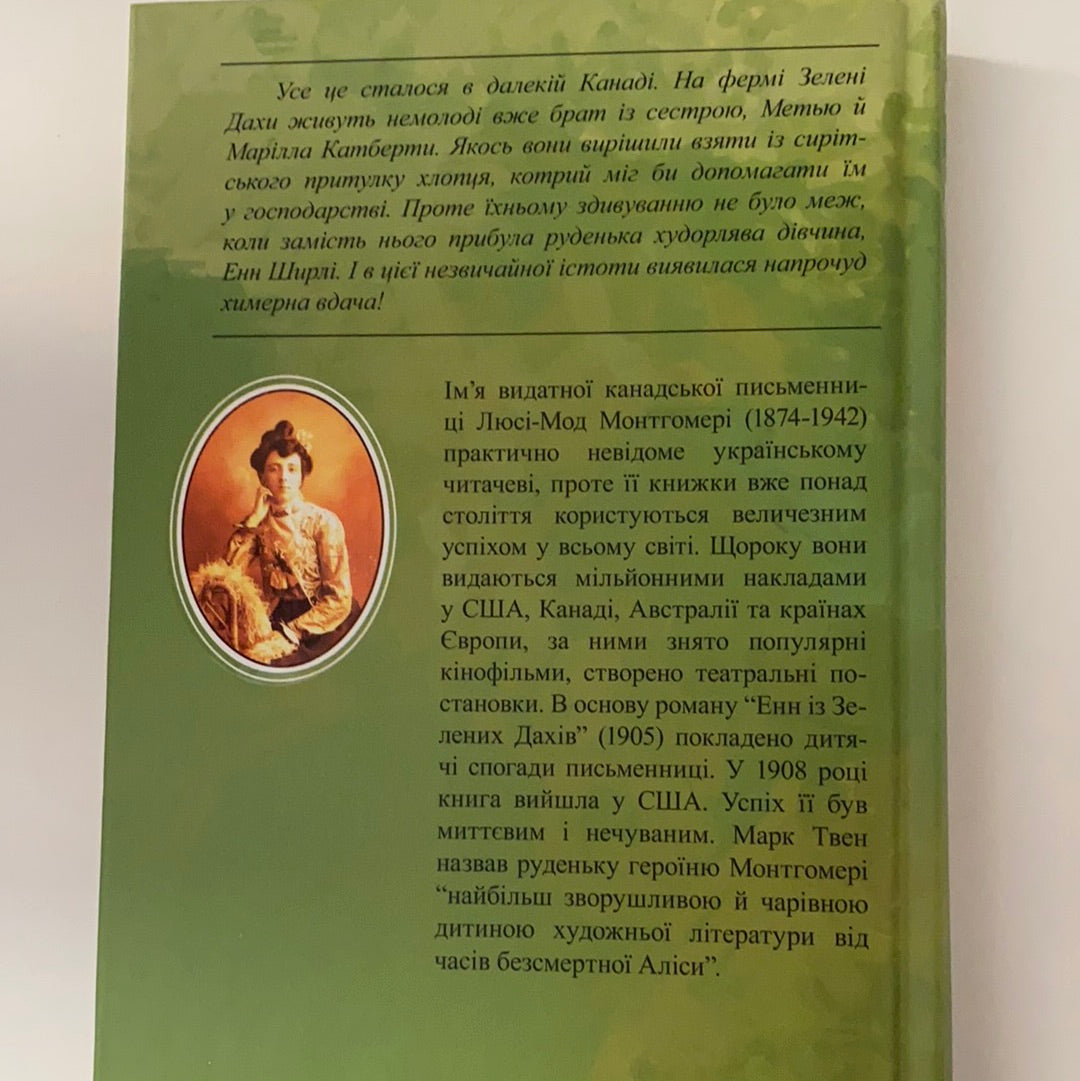 Усе це сталося в далекій Канаді. На фермі Зелені
Дахи живуть немолоді вже брат із сестрою, Метью й
Марілла Катберти. Якось вони вирішили взяти із сиріт-
ського притулку хлопця, котрий міг би допомагати їм
у господарстві. Проте їхньому здивуванню не було меж,
коли замість нього прибула руденька худорлява дівчина,
Енн Ширлі. І в цієї незвичайної істоти виявилася напрочуд
химерна вдача!
Ім’я видатної канадської письменни-
ці Люсі-Мод Монтгомері (1874-1942)
практично невідоме українському
читачеві, проте її книжки вже понад
століття користуються величезним
успіхом у всьому світі. Щороку вони
видаються мільйонними накладами
у США, Канаді, Австралії та країнах
Європи, за ними знято популярні
кінофільми, створено театральні по-
становки. В основу роману “Енн із Зе-
лених Дахів” (1905) покладено дитя-
чі спогади письменниці. У 1908 році
книга вийшла у США. Успіх її був
миттєвим і нечуваним. Марк Твен
назвав руденьку героїню Монтгомері
“найбільш зворушливою й чарівною
дитиною художньої літератури від
часів безсмертної Аліси”.